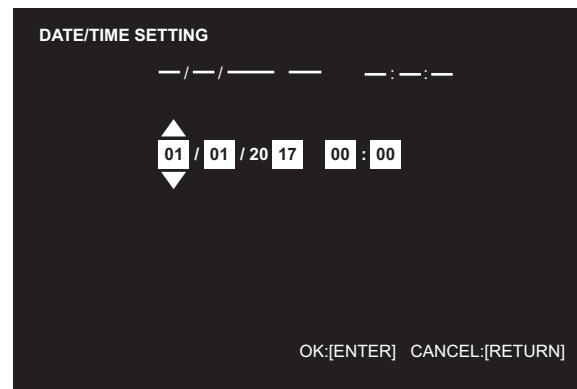 DATE/TIME SETTING
—/—/— — —:—:—
01 / 01 / 20 17 00 : 00
OK:[ENTER] CANCEL:[RETURN]